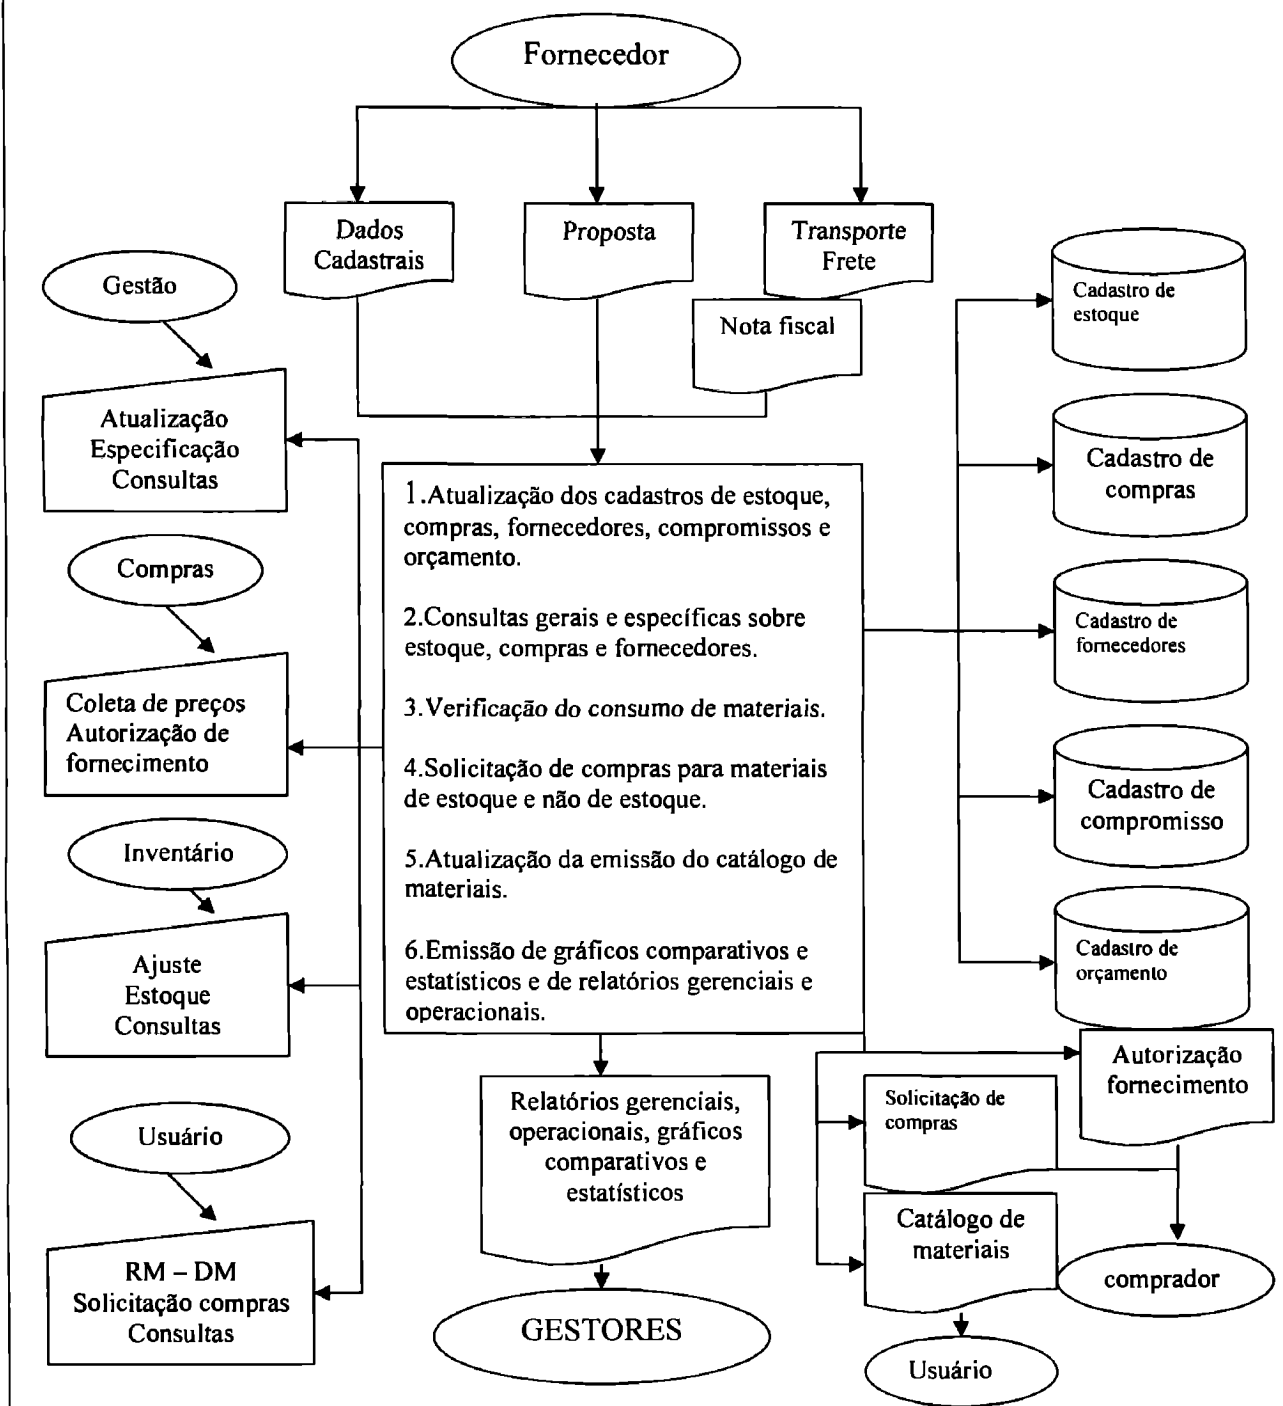 Fornecedor
Dados
Cadastrais
Proposta
Transporte
Frete
Nota fiscal
Gestão
Atualização
Especificação
Consultas
Compras
Coleta de preços
Autorização de
fornecimento
Inventário
Ajuste
Estoque
Consultas
Usuário
RM – DM
Solicitação compras
Consultas
1.Atualização dos cadastros de estoque,
compras, fornecedores, compromissos e
orçamento.
2.Consultas gerais e específicas sobre
estoque, compras e fornecedores.
3.Verificação do consumo de materiais.
4.Solicitação de compras para materiais
de estoque e não de estoque.
5.Atualização da emissão do catálogo de
materiais.
6.Emissão de gráficos comparativos e
estatísticos e de relatórios gerenciais e
operacionais.
Cadastro de
estoque
Cadastro de
compras
Cadastro de
fornecedores
Cadastro de
compromisso
Cadastro de
orçamento
Autorização
fornecimento
Solicitação de
compras
Catálogo de
materiais
comprador
Usuário
Relatórios gerenciais,
operacionais, gráficos
comparativos e
estatísticos
GESTORES